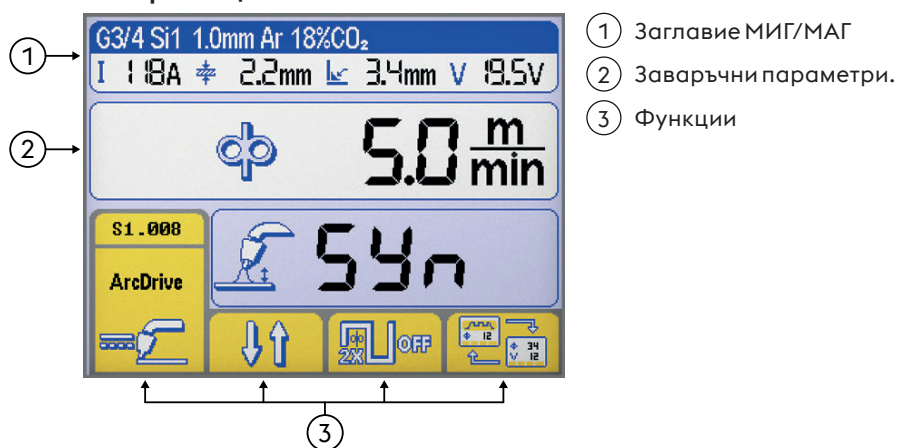 G3/4 Si1 1.0mm Ar 18%CO₂
I 118A 2.2mm 3.4mm V 19.5V
5.0 m/min
S1.008
ArcDrive
SYn
2X OFF
12
34
V 12
1
2
3
1 Заглавие МИГ/МАГ
2 Заваръчни параметри.
3 Функции